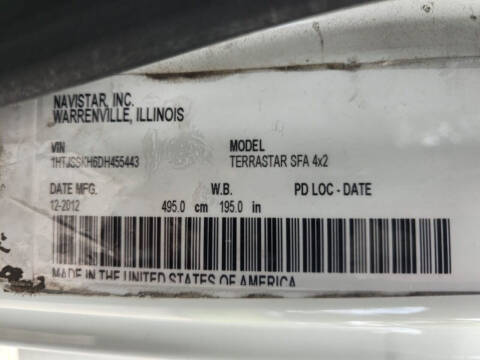 NAVISTAR, INC.
WARRENVILLE, ILLINOIS
VIN MODEL
1HTJSSKH6DH455443 TERRASTAR SFA 4x2
DATE MFG. W.B. PD LOC - DATE
12-2012 495.0 cm 195.0 in
MADE IN THE UNITED STATES OF AMERICA